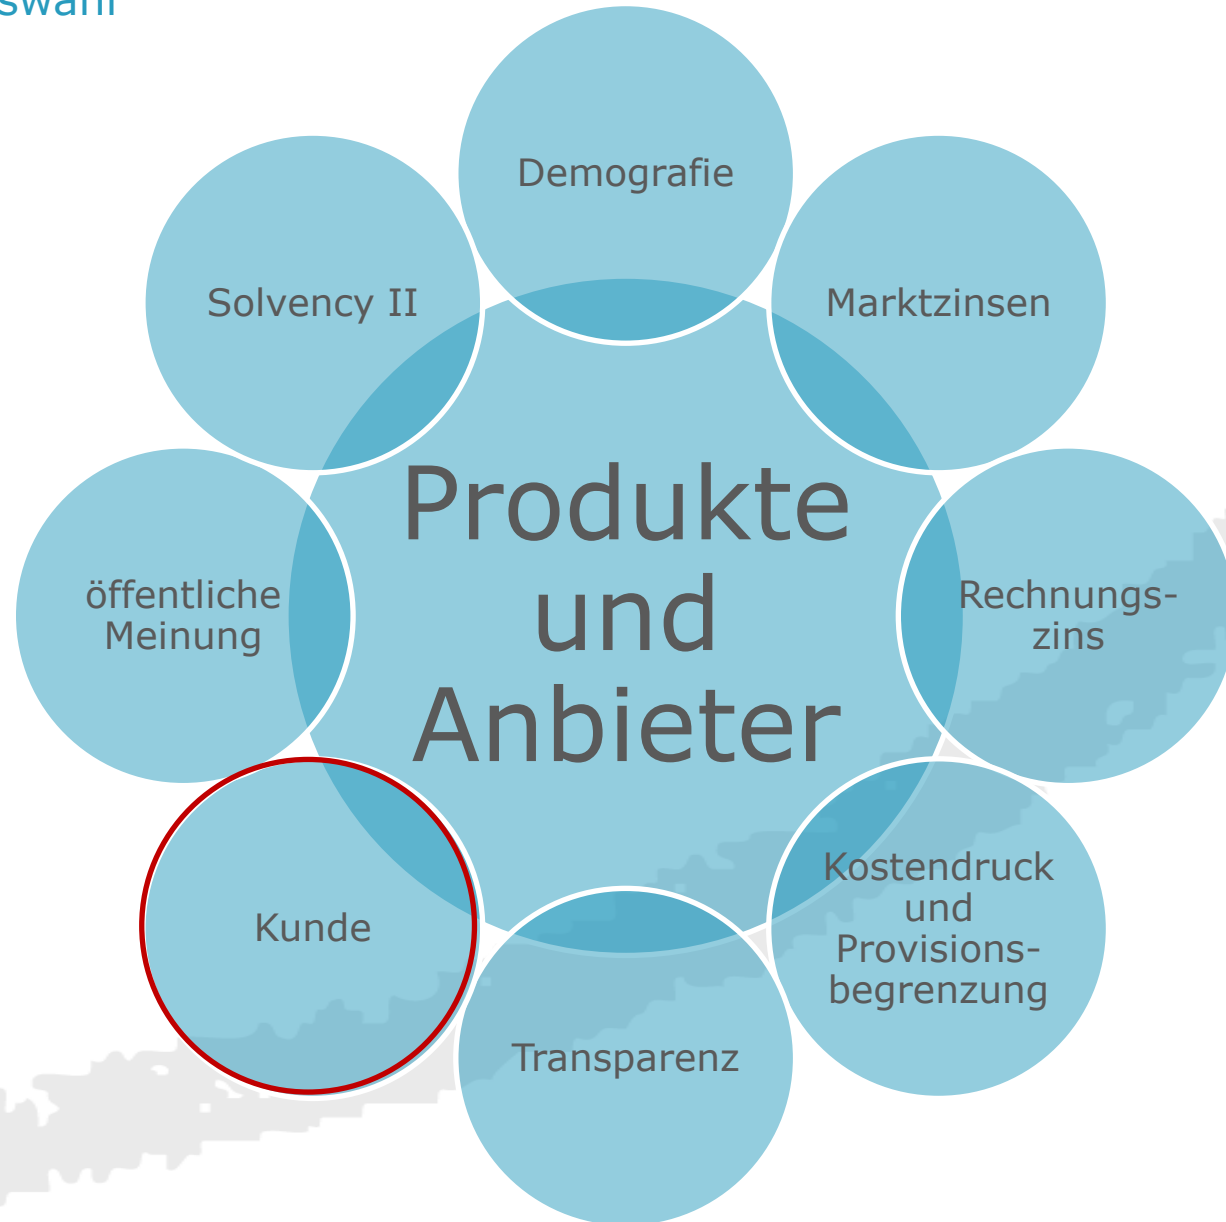 Demografie
Solvency II
Marktzinsen
Produkte
und
Anbieter
öffentliche
Meinung
Rechnungs-
zins
Kunde
Kostendruck
und
Provisions-
begrenzung
Transparenz